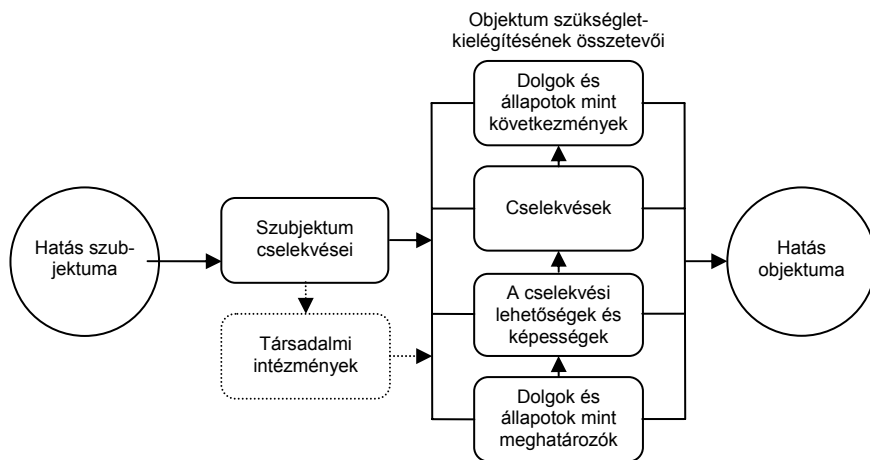 Objektum szükséglet-
kielégítésének összetevői
Dolgok és
állapotok mint
következmények
Cselekvések
A cselekvési
lehetőségek és
képességek
Dolgok és
állapotok mint
meghatározók
Hatás szub-
jektuma
Szubjektum
cselekvései
Társadalmi
intézmények
Hatás
objektuma